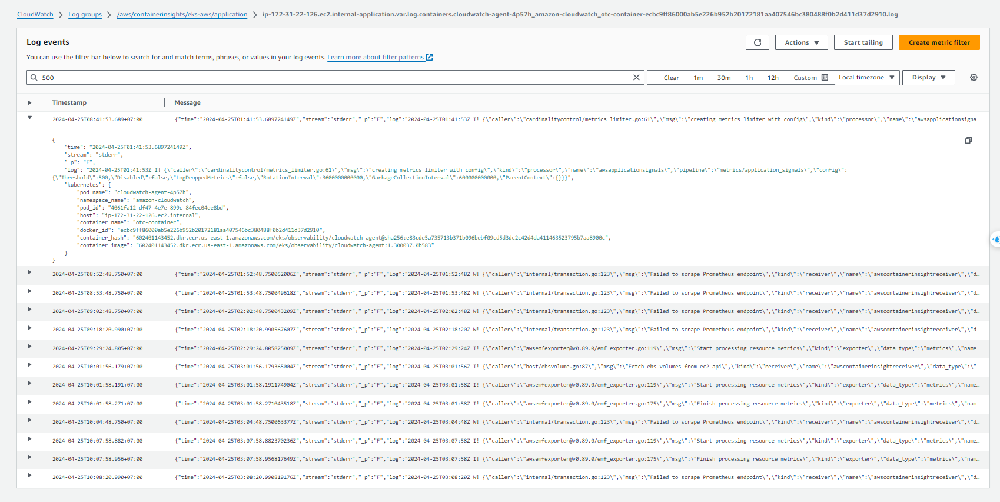 CloudWatch > Log groups > /aws/containerinsights/eks-aws/application > ip-172-31-22-126.ec2.internal-application.var.log.containers.cloudwatch-agent-4p57h_amazon-cloudwatch_otc-container-ecbc9ff86000ab5e226b952b20172181aa407546bc380488f0b2d411d37d2910.log
Log events
Actions
Start tailing
Create metric filter
You can use the filter bar below to search for and match terms, phrases, or values in your log events. Learn more about filter patterns
500
Clear 1m 30m 1h 12h Custom Local timezone Display
Timestamp Message
2024-04-25T08:41:53.689+07:00 {"time":"2024-04-25T01:41:53.689724149Z","stream":"stderr","_p":"F","log":"2024-04-25T01:41:53Z I! {\"caller\":\"cardinalitycontrol/metrics_limiter.go:61\",\"msg\":\"creating metrics limiter with config\",\"kind\":\"processor\",\"name\":\"awsapplicationsigna…
{
"time": "2024-04-25T01:41:53.689724149Z",
"stream": "stderr",
"_p": "F",
"log": "2024-04-25T01:41:53Z I! {\"caller\":\"cardinalitycontrol/metrics_limiter.go:61\",\"msg\":\"creating metrics limiter with config\",\"kind\":\"processor\",\"name\":\"awsapplicationsignals\",\"pipeline\":\"metrics/application_signals\",\"config\":
{\"Threshold\":500,\"Disabled\":false,\"LogDroppedMetrics\":false,\"RotationInterval\":3600000000000,\"GarbageCollectionInterval\":600000000000,\"ParentContext\":{}}}",
"kubernetes": {
"pod_name": "cloudwatch-agent-4p57h",
"namespace_name": "amazon-cloudwatch",
"pod_id": "4061fa12-df47-4e7e-899c-84fec04ee8bd",
"host": "ip-172-31-22-126.ec2.internal",
"container_name": "otc-container",
"docker_id": "ecbc9ff86000ab5e226b952b20172181aa407546bc380488f0b2d411d37d2910",
"container_hash": "602401143452.dkr.ecr.us-east-1.amazonaws.com/eks/observability/cloudwatch-agent@sha256:e83cde5a735713b371b096bebf09cd5d3dc2c42d4da411463523795b7aa8900c",
"container_image": "602401143452.dkr.ecr.us-east-1.amazonaws.com/eks/observability/cloudwatch-agent:1.300037.0b583"
}
}
2024-04-25T08:52:48.750+07:00 {"time":"2024-04-25T01:52:48.750052006Z","stream":"stderr","_p":"F","log":"2024-04-25T01:52:48Z W! {\"caller\":\"internal/transaction.go:123\",\"msg\":\"Failed to scrape Prometheus endpoint\",\"kind\":\"receiver\",\"name\":\"awscontainerinsightreceiver\",\"d…
2024-04-25T08:53:48.750+07:00 {"time":"2024-04-25T01:53:48.750049618Z","stream":"stderr","_p":"F","log":"2024-04-25T01:53:48Z W! {\"caller\":\"internal/transaction.go:123\",\"msg\":\"Failed to scrape Prometheus endpoint\",\"kind\":\"receiver\",\"name\":\"awscontainerinsightreceiver\",\"d…
2024-04-25T09:02:48.750+07:00 {"time":"2024-04-25T02:02:48.750043209Z","stream":"stderr","_p":"F","log":"2024-04-25T02:02:48Z W! {\"caller\":\"internal/transaction.go:123\",\"msg\":\"Failed to scrape Prometheus endpoint\",\"kind\":\"receiver\",\"name\":\"awscontainerinsightreceiver\",\"d…
2024-04-25T09:18:20.990+07:00 {"time":"2024-04-25T02:18:20.990567607Z","stream":"stderr","_p":"F","log":"2024-04-25T02:18:20Z W! {\"caller\":\"internal/transaction.go:123\",\"msg\":\"Failed to scrape Prometheus endpoint\",\"kind\":\"receiver\",\"name\":\"awscontainerinsightreceiver\",\"d…
2024-04-25T09:29:24.805+07:00 {"time":"2024-04-25T02:29:24.805825009Z","stream":"stderr","_p":"F","log":"2024-04-25T02:29:24Z I! {\"caller\":\"awsemfexporter@v0.89.0/emf_exporter.go:119\",\"msg\":\"Start processing resource metrics\",\"kind\":\"exporter\",\"data_type\":\"metrics\",\"name…
2024-04-25T10:01:56.179+07:00 {"time":"2024-04-25T03:01:56.179365004Z","stream":"stderr","_p":"F","log":"2024-04-25T03:01:56Z I! {\"caller\":\"host/ebsvolume.go:87\",\"msg\":\"Fetch ebs volumes from ec2 api\",\"kind\":\"receiver\",\"name\":\"awscontainerinsightreceiver\",\"data_type\":\"…
2024-04-25T10:01:58.191+07:00 {"time":"2024-04-25T03:01:58.191174904Z","stream":"stderr","_p":"F","log":"2024-04-25T03:01:58Z I! {\"caller\":\"awsemfexporter@v0.89.0/emf_exporter.go:119\",\"msg\":\"Start processing resource metrics\",\"kind\":\"exporter\",\"data_type\":\"metrics\",\"name…
2024-04-25T10:01:58.271+07:00 {"time":"2024-04-25T03:01:58.271043518Z","stream":"stderr","_p":"F","log":"2024-04-25T03:01:58Z I! {\"caller\":\"awsemfexporter@v0.89.0/emf_exporter.go:175\",\"msg\":\"Finish processing resource metrics\",\"kind\":\"exporter\",\"data_type\":\"metrics\",\"nam…
2024-04-25T10:04:48.750+07:00 {"time":"2024-04-25T03:04:48.750063377Z","stream":"stderr","_p":"F","log":"2024-04-25T03:04:48Z W! {\"caller\":\"internal/transaction.go:123\",\"msg\":\"Failed to scrape Prometheus endpoint\",\"kind\":\"receiver\",\"name\":\"awscontainerinsightreceiver\",\"d…
2024-04-25T10:07:58.882+07:00 {"time":"2024-04-25T03:07:58.882370236Z","stream":"stderr","_p":"F","log":"2024-04-25T03:07:58Z I! {\"caller\":\"awsemfexporter@v0.89.0/emf_exporter.go:119\",\"msg\":\"Start processing resource metrics\",\"kind\":\"exporter\",\"data_type\":\"metrics\",\"name…
2024-04-25T10:07:58.956+07:00 {"time":"2024-04-25T03:07:58.956817649Z","stream":"stderr","_p":"F","log":"2024-04-25T03:07:58Z I! {\"caller\":\"awsemfexporter@v0.89.0/emf_exporter.go:175\",\"msg\":\"Finish processing resource metrics\",\"kind\":\"exporter\",\"data_type\":\"metrics\",\"nam…
2024-04-25T10:08:20.990+07:00 {"time":"2024-04-25T03:08:20.990819176Z","stream":"stderr","_p":"F","log":"2024-04-25T03:08:20Z W! {\"caller\":\"internal/transaction.go:123\",\"msg\":\"Failed to scrape Prometheus endpoint\",\"kind\":\"receiver\",\"name\":\"awscontainerinsightreceiver\",\"d…